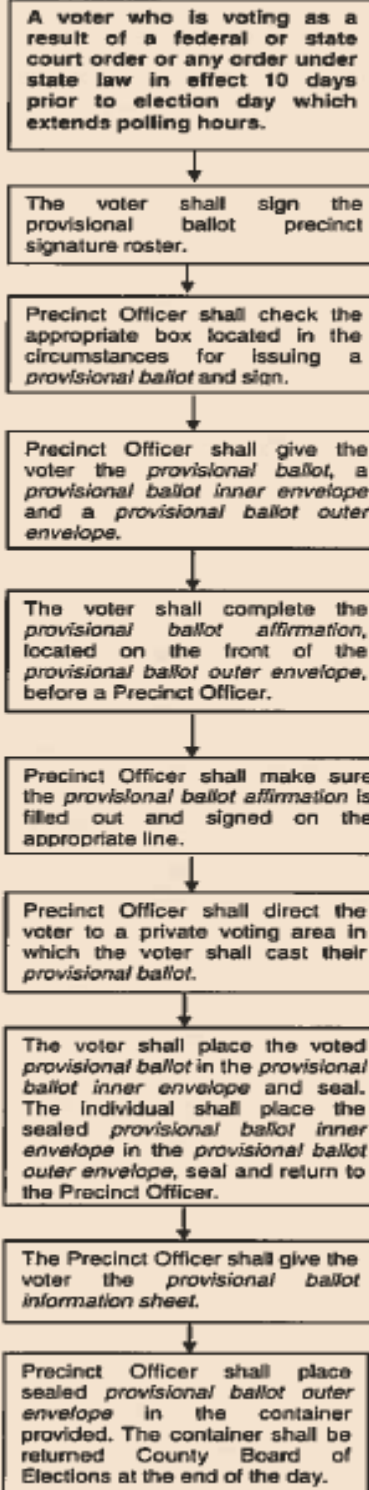 A voter who is voting as a
result of a federal or state
court order or any order under
state law in effect 10 days
prior to election day which
extends polling hours.
The voter shall sign the
provisional ballot precinct
signature roster.
Precinct Officer shall check the
appropriate box located in the
circumstances for issuing a
provisional ballot and sign.
Precinct Officer shall give the
voter the provisional ballot, a
provisional ballot inner envelope
and a provisional ballot outer
envelope.
The voter shall complete the
provisional ballot affirmation,
located on the front of the
provisional ballot outer envelope,
before a Precinct Officer.
Precinct Officer shall make sure
the provisional ballot affirmation is
filled out and signed on the
appropriate line.
Precinct Officer shall direct the
voter to a private voting area in
which the voter shall cast their
provisional ballot.
The voter shall place the voted
provisional ballot in the provisional
ballot inner envelope and seal.
The individual shall place the
sealed provisional ballot inner
envelope in the provisional ballot
outer envelope, seal and return to
the Precinct Officer.
The Precinct Officer shall give the
voter the provisional ballot
information sheet.
Precinct Officer shall place
sealed provisional ballot outer
envelope in the container
provided. The container shall be
returned County Board of
Elections at the end of the day.